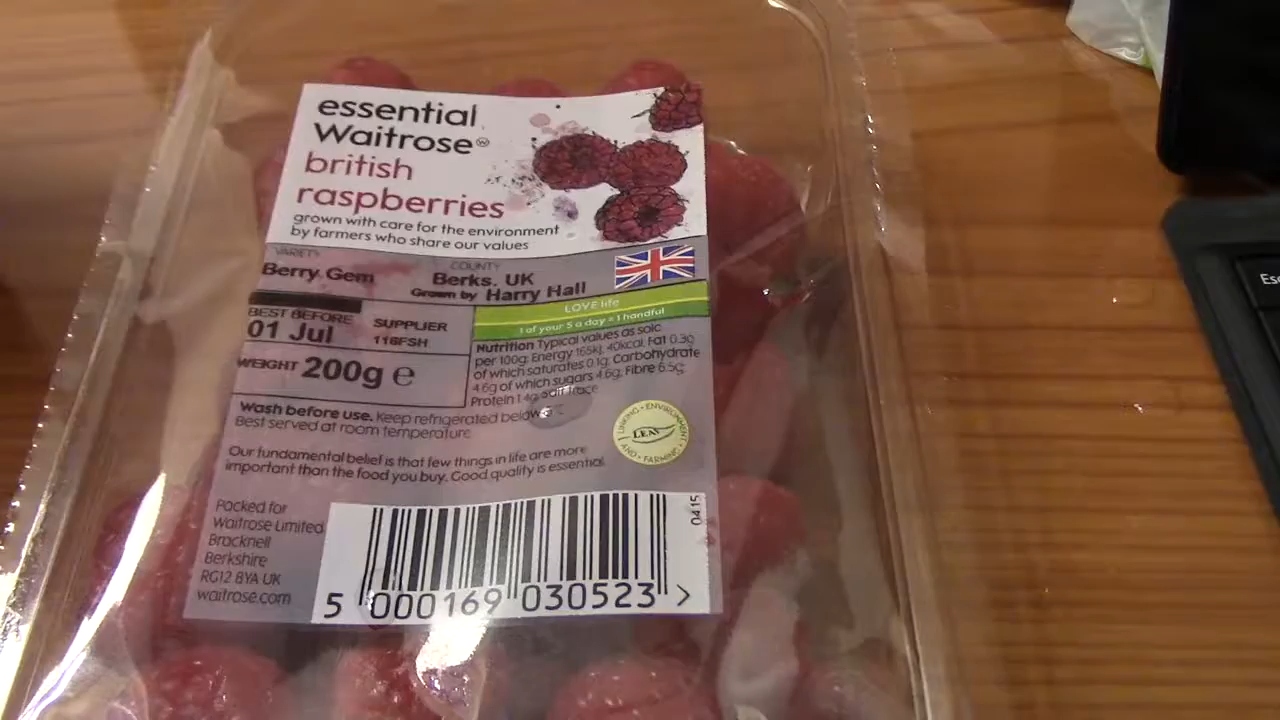 essential
Waitrose
british
raspberries
grown with care for the environment
by farmers who share our values
VARIETY
Berry Gem
COUNTY
Berks. UK
Grown by Harry Hall
BEST BEFORE
01 Jul
SUPPLIER
116FSH
WEIGHT 200g e
LOVE life
1 of your 5 a day = 1 handful
Nutrition Typical values as sold
per 100g: Energy 165kJ, 40kcal, Fat 0.3g
of which saturates 0.1g, Carbohydrate
4.6g of which sugars 4.6g, Fibre 6.5g,
Protein 1.4g, Salt Trace
Wash before use. Keep refrigerated below
Best served at room temperature
LINKING • ENVIRONMENT • AND • FARMING
LEAF
Our fundamental belief is that few things in life are more
important than the food you buy. Good quality is essential.
Packed for
Waitrose Limited
Bracknell
Berkshire
RG12 8YA UK
waitrose.com
0415
5 000169 030523 >
Esc